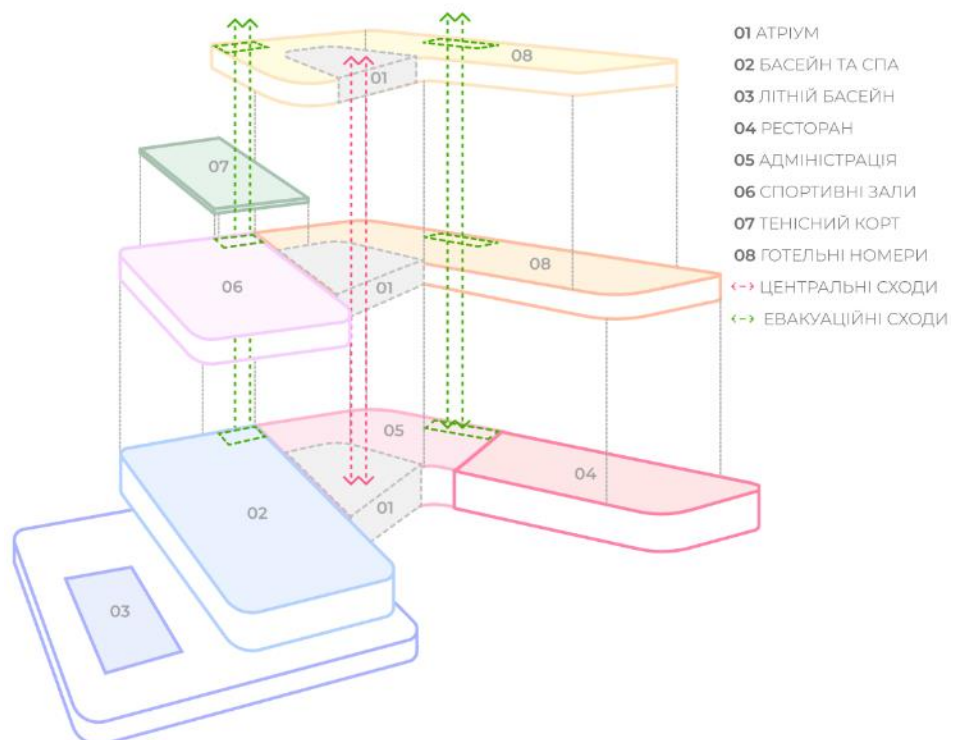 01 АТРІУМ
02 БАСЕЙН ТА СПА
03 ЛІТНІЙ БАСЕЙН
04 РЕСТОРАН
05 АДМІНІСТРАЦІЯ
06 СПОРТИВНІ ЗАЛИ
07 ТЕНІСНИЙ КОРТ
08 ГОТЕЛЬНІ НОМЕРИ
ЦЕНТРАЛЬНІ СХОДИ
ЕВАКУАЦІЙНІ СХОДИ
08
01
07
08
06
01
05
04
02
01
03